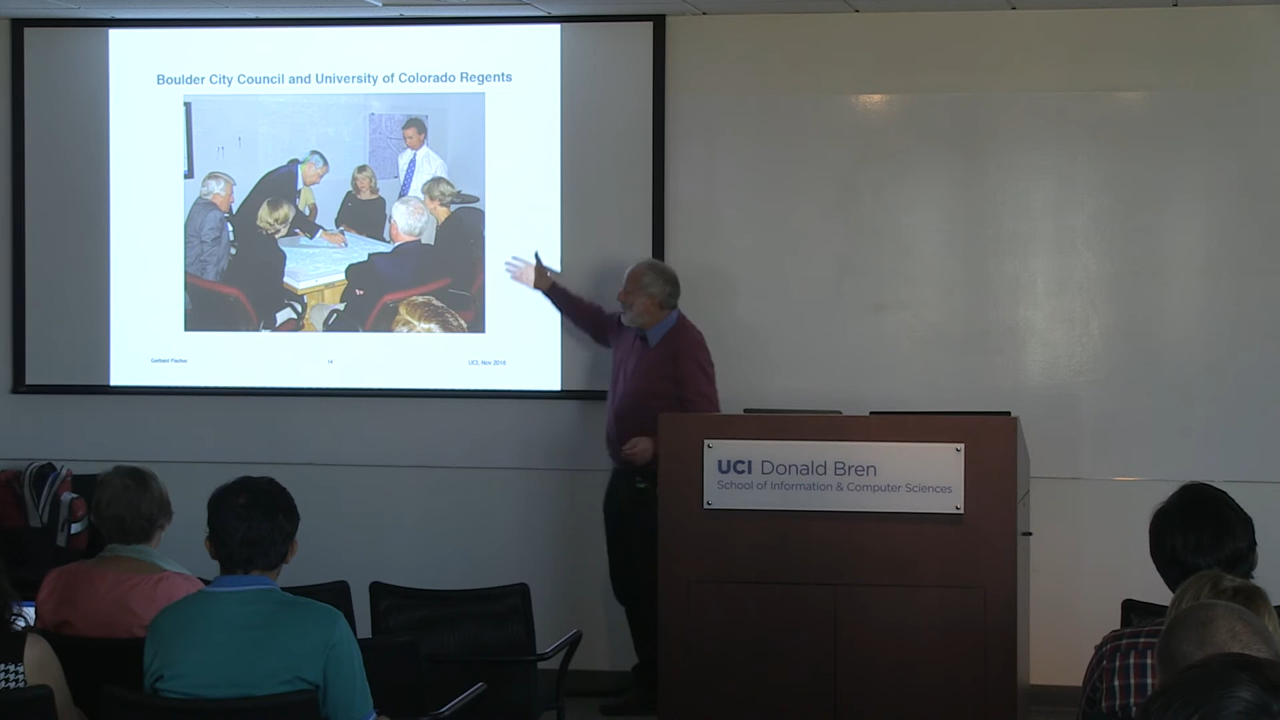 Boulder City Council and University of Colorado Regents
Gerhard Fischer
14
UCI, Nov 2016
UCI Donald Bren
School of Information & Computer Sciences